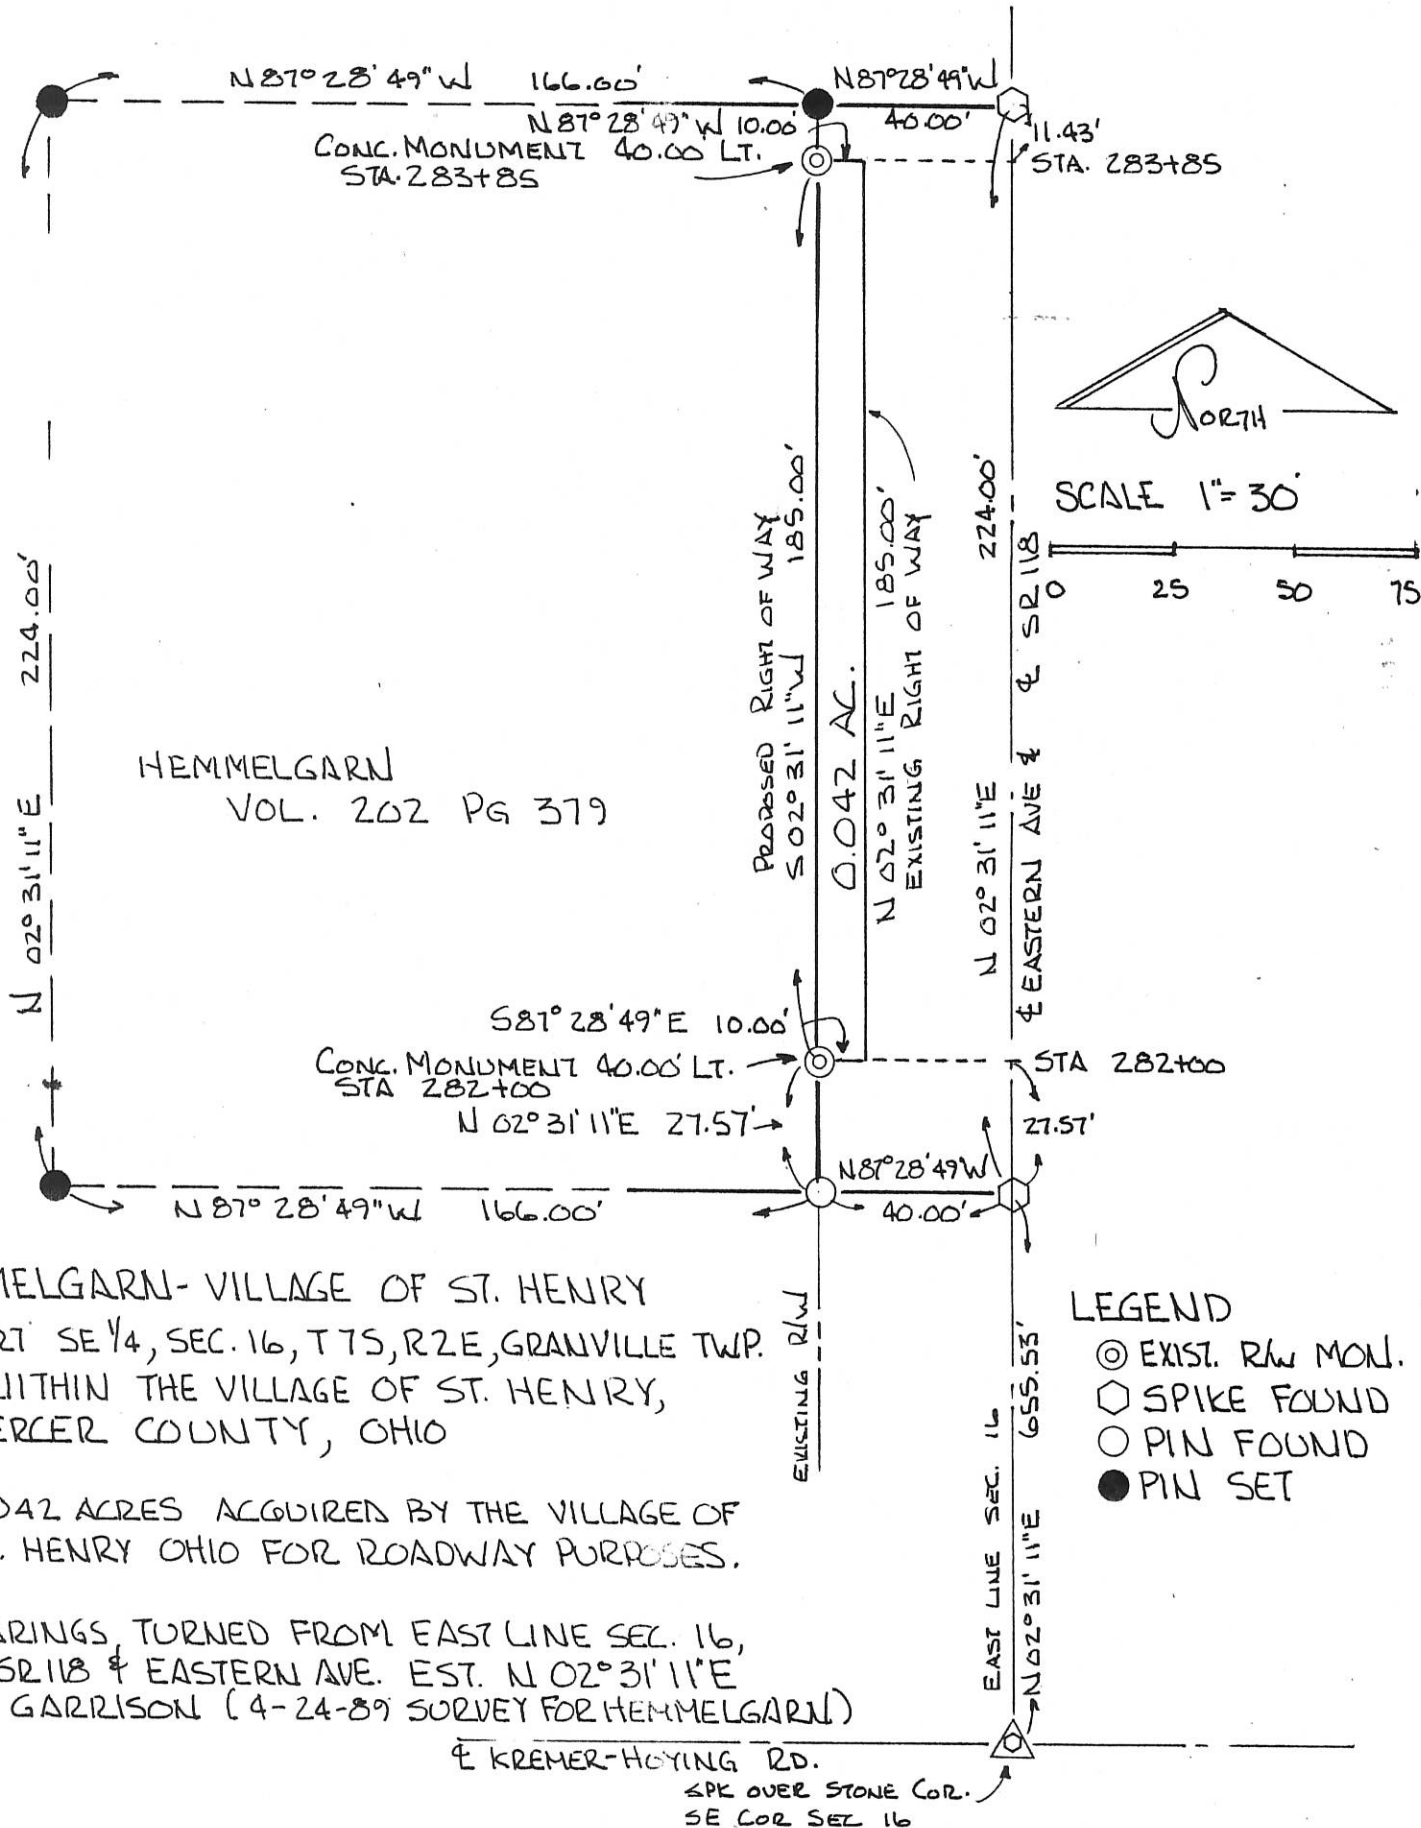 N 87° 28' 49" W 166.00'
N 87° 28' 49" W
40.00'
N 87° 28' 49" W 10.00'
CONC. MONUMENT 40.00' LT.
STA. 283+85
11.43'
STA. 283+85
NORTH
SCALE 1"= 30'
0 25 50 75
N 02° 31' 11" E 224.00'
HEMMELGARN
VOL. 202 PG 379
PROPOSED RIGHT OF WAY
S 02° 31' 11" W 185.00'
0.042 AC.
N 02° 31' 11" E 185.00'
EXISTING RIGHT OF WAY
N 02° 31' 11" E 224.00'
℄ EASTERN AVE & ℄ SR 118
S 87° 28' 49" E 10.00'
CONC. MONUMENT 40.00' LT.
STA 282+00
N 02° 31' 11" E 27.57'
STA 282+00
27.57'
N 87° 28' 49 W
40.00'
N 87° 28' 49" W 166.00'
MELGARN - VILLAGE OF ST. HENRY
RT SE 1/4, SEC. 16, T7S, R2E, GRANVILLE TWP.
WITHIN THE VILLAGE OF ST. HENRY,
ERCER COUNTY, OHIO
042 ACRES ACQUIRED BY THE VILLAGE OF
. HENRY OHIO FOR ROADWAY PURPOSES.
ARINGS, TURNED FROM EAST LINE SEC. 16,
SR118 & EASTERN AVE. EST. N 02° 31' 11" E
GARRISON (4-24-89 SURVEY FOR HEMMELGARN)
EXISTING R/W
EAST LINE SEC. 16
N 02° 31' 11" E 655.53'
LEGEND
EXIST. R/W MON.
SPIKE FOUND
PIN FOUND
PIN SET
℄ KREMER-HOYING RD.
SPK OVER STONE COR.
SE COR SEC 16